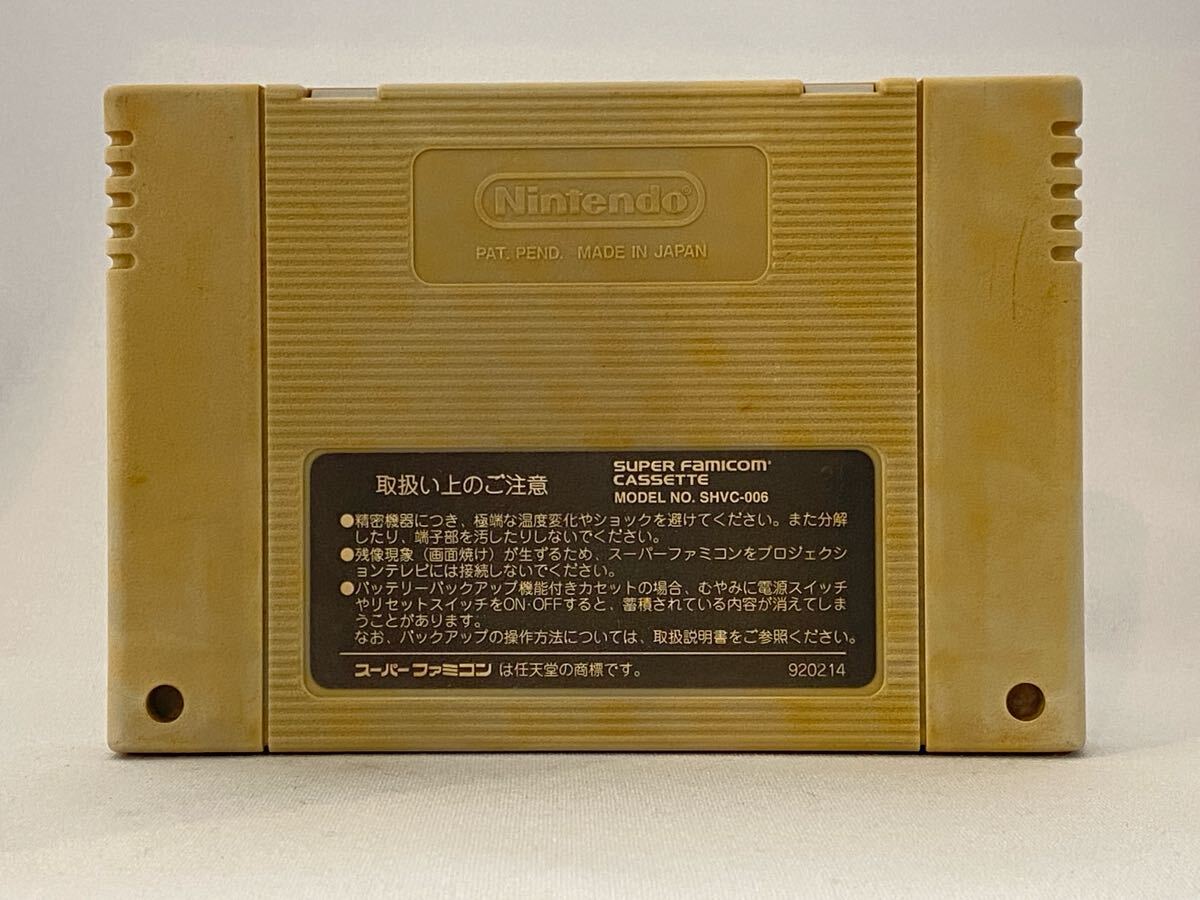 Nintendo®
PAT. PEND. MADE IN JAPAN
取扱い上のご注意
SUPER FAMICOM
CASSETTE
MODEL NO. SHVC-006
●精密機器につき、極端な温度変化やショックを避けてください。また分解
したり、端子部を汚したりしないでください。
●残像現象（画面焼け）が生ずるため、スーパーファミコンをプロジェクシ
ョンテレビには接続しないでください。
●バッテリーバックアップ機能付きカセットの場合、むやみに電源スイッチ
やリセットスイッチをON・OFFすると、蓄積されている内容が消えてしま
うことがあります。
なお、バックアップの操作方法については、取扱説明書をご参照ください。
スーパーファミコン は任天堂の商標です。 920214